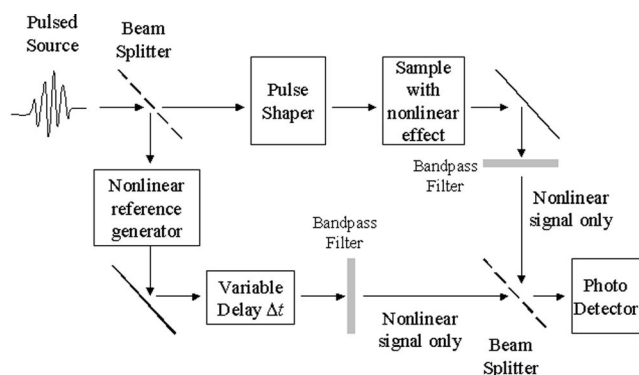 Pulsed
Source
Beam
Splitter
Pulse
Shaper
Sample
with
nonlinear
effect
Bandpass
Filter
Nonlinear
signal only
Nonlinear
reference
generator
Variable
Delay Δt
Bandpass
Filter
Nonlinear
signal only
Beam
Splitter
Photo
Detector